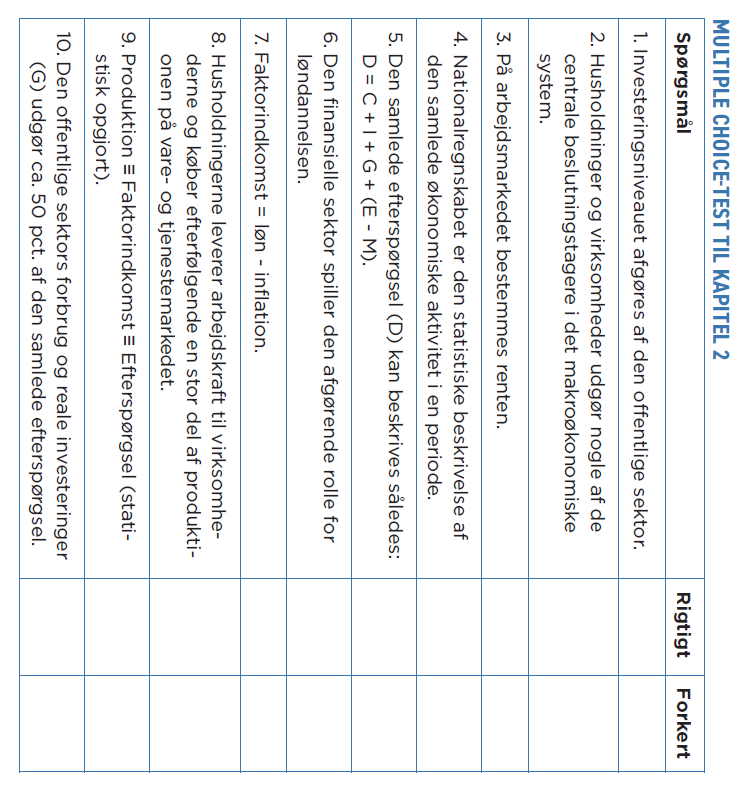 MULTIPLE CHOICE-TEST TIL KAPITEL 2
Spørgsmål Rigtigt Forkert
1. Investeringsniveauet afgøres af den offentlige sektor.
2. Husholdninger og virksomheder udgør nogle af de
centrale beslutningstagere i det makroøkonomiske
system.
3. På arbejdsmarkedet bestemmes renten.
4. Nationalregnskabet er den statistiske beskrivelse af
den samlede økonomiske aktivitet i en periode.
5. Den samlede efterspørgsel (D) kan beskrives således:
D = C + I + G + (E - M).
6. Den finansielle sektor spiller den afgørende rolle for
løndannelsen.
7. Faktorindkomst = løn - inflation.
8. Husholdningerne leverer arbejdskraft til virksomhe-
derne og køber efterfølgende en stor del af produkti-
onen på vare- og tjenestemarkedet.
9. Produktion ≡ Faktorindkomst ≡ Efterspørgsel (stati-
stisk opgjort).
10. Den offentlige sektors forbrug og reale investeringer
(G) udgør ca. 50 pct. af den samlede efterspørgsel.